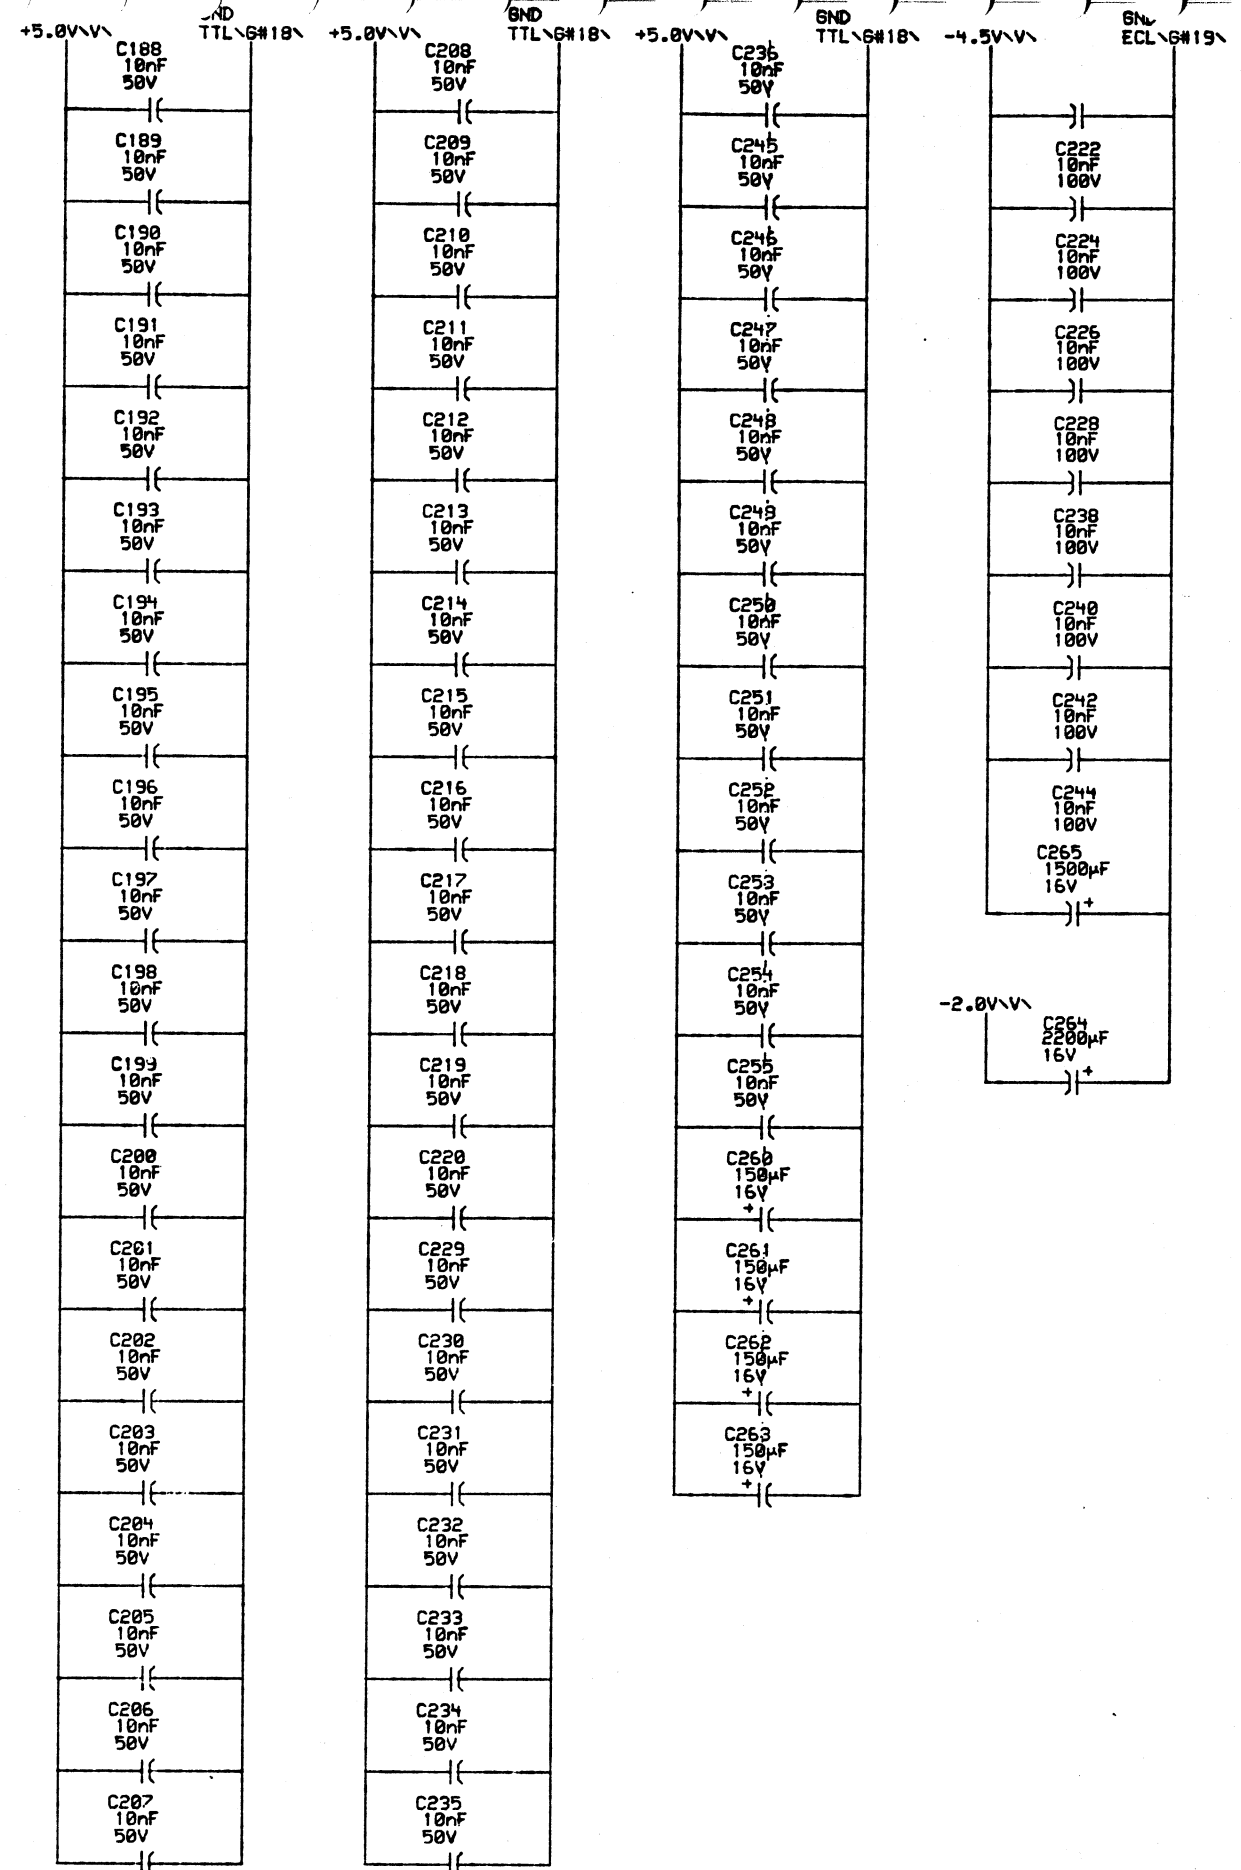 +5.0V\V\
TTL\G#18\
C188
10nF
50V
C189
10nF
50V
C190
10nF
50V
C191
10nF
50V
C192
10nF
50V
C193
10nF
50V
C194
10nF
50V
C195
10nF
50V
C196
10nF
50V
C197
10nF
50V
C198
10nF
50V
C199
10nF
50V
C200
10nF
50V
C201
10nF
50V
C202
10nF
50V
C203
10nF
50V
C204
10nF
50V
C205
10nF
50V
C206
10nF
50V
C207
10nF
50V
+5.0V\V\
GND
TTL\G#18\
C208
10nF
50V
C209
10nF
50V
C210
10nF
50V
C211
10nF
50V
C212
10nF
50V
C213
10nF
50V
C214
10nF
50V
C215
10nF
50V
C216
10nF
50V
C217
10nF
50V
C218
10nF
50V
C219
10nF
50V
C220
10nF
50V
C229
10nF
50V
C230
10nF
50V
C231
10nF
50V
C232
10nF
50V
C233
10nF
50V
C234
10nF
50V
C235
10nF
50V
+5.0V\V\
GND
TTL\G#18\
C236
10nF
50V
C245
10nF
50V
C246
10nF
50V
C247
10nF
50V
C248
10nF
50V
C249
10nF
50V
C250
10nF
50V
C251
10nF
50V
C252
10nF
50V
C253
10nF
50V
C254
10nF
50V
C255
10nF
50V
C260
150µF
16V
+
C261
150µF
16V
+
C262
150µF
16V
+
C263
150µF
16V
+
-4.5V\V\
GND
ECL\G#19\
C222
10nF
100V
C224
10nF
100V
C226
10nF
100V
C228
10nF
100V
C238
10nF
100V
C240
10nF
100V
C242
10nF
100V
C244
10nF
100V
C265
1500µF
16V
+
-2.0V\V\
C264
2200µF
16V
+